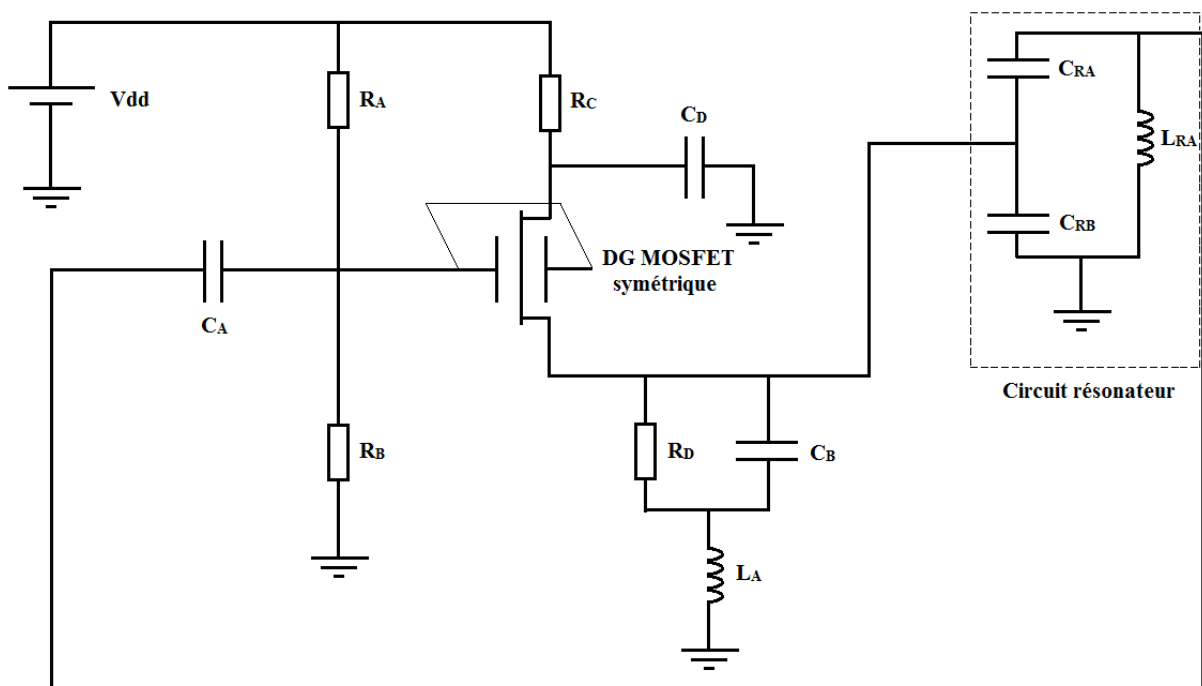 Vdd
RA
RC
CD
CRA
LRA
CRB
CA
DG MOSFET
symétrique
Circuit résonateur
RB
RD
CB
LA